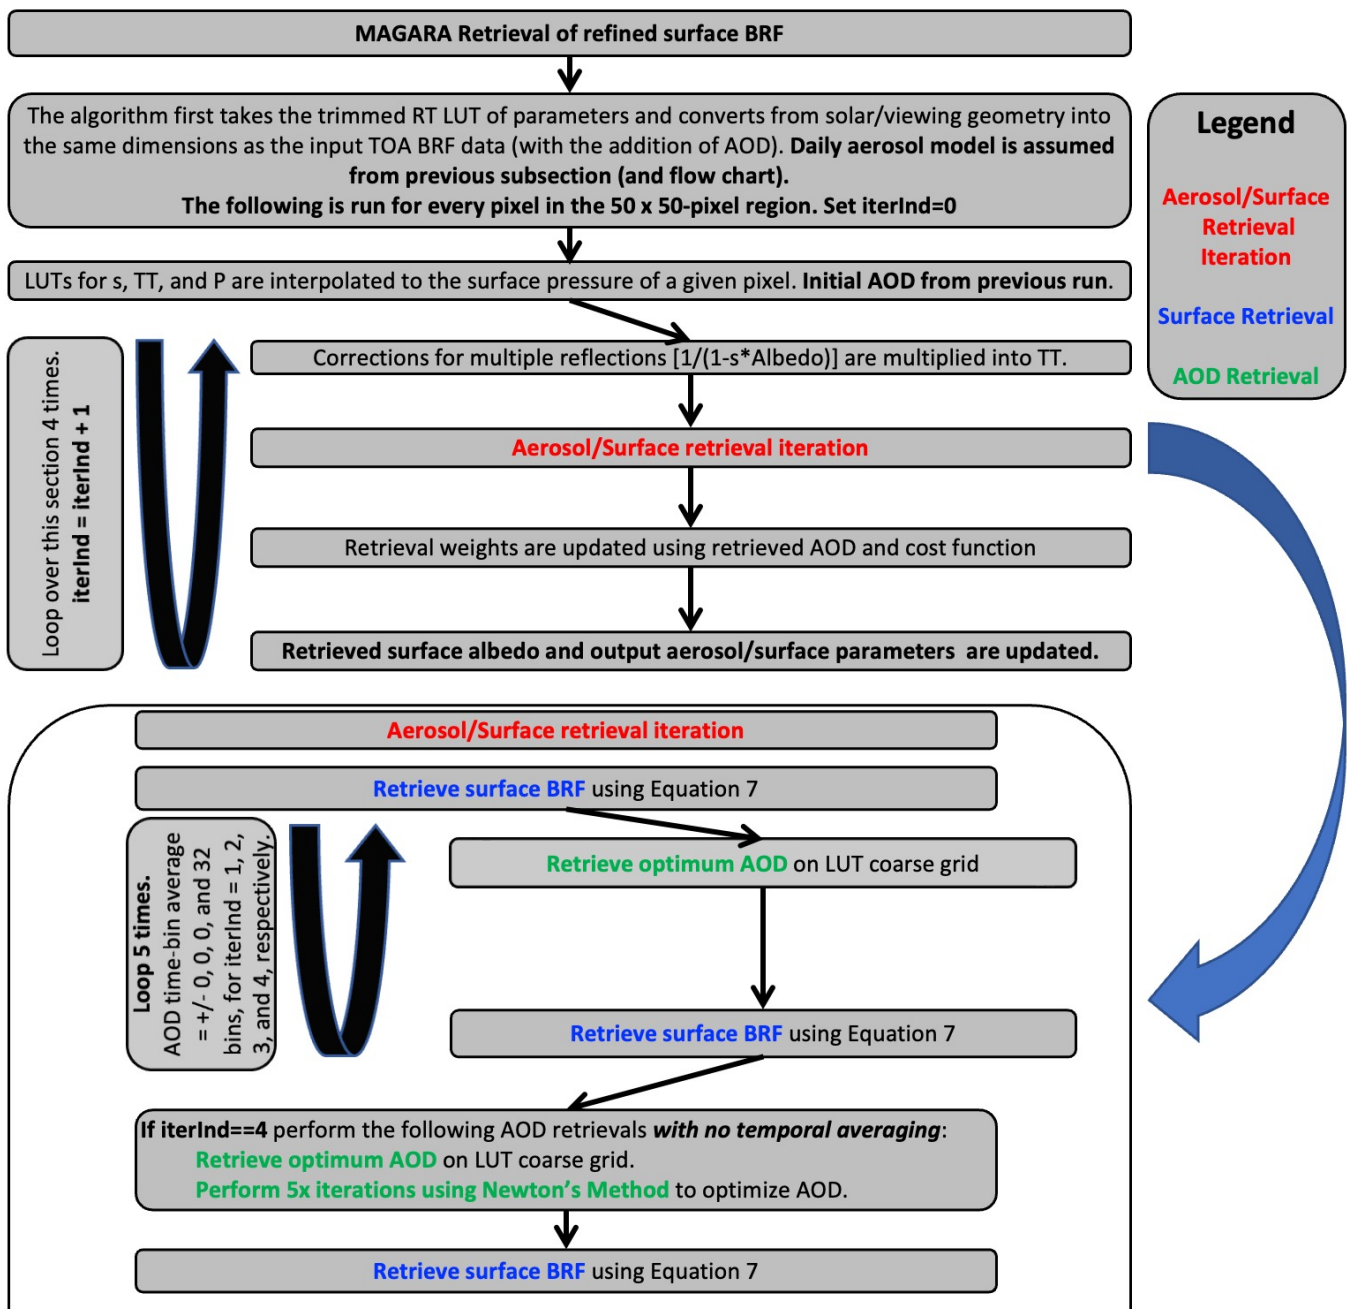 MAGARA Retrieval of refined surface BRF
The algorithm first takes the trimmed RT LUT of parameters and converts from solar/viewing geometry into
the same dimensions as the input TOA BRF data (with the addition of AOD). Daily aerosol model is assumed
from previous subsection (and flow chart).
The following is run for every pixel in the 50 x 50-pixel region. Set iterInd=0
Legend
Aerosol/Surface
Retrieval
Iteration
Surface Retrieval
AOD Retrieval
LUTs for s, TT, and P are interpolated to the surface pressure of a given pixel. Initial AOD from previous run.
Loop over this section 4 times.
iterInd = iterInd + 1
Corrections for multiple reflections [1/(1-s*Albedo)] are multiplied into TT.
Aerosol/Surface retrieval iteration
Retrieval weights are updated using retrieved AOD and cost function
Retrieved surface albedo and output aerosol/surface parameters  are updated.
Aerosol/Surface retrieval iteration
Retrieve surface BRF using Equation 7
Loop 5 times.
AOD time-bin average
= +/- 0, 0, 0, and 32
bins, for iterInd = 1, 2,
3, and 4, respectively.
Retrieve optimum AOD on LUT coarse grid
Retrieve surface BRF using Equation 7
If iterInd==4 perform the following AOD retrievals with no temporal averaging:
Retrieve optimum AOD on LUT coarse grid.
Perform 5x iterations using Newton's Method to optimize AOD.
Retrieve surface BRF using Equation 7